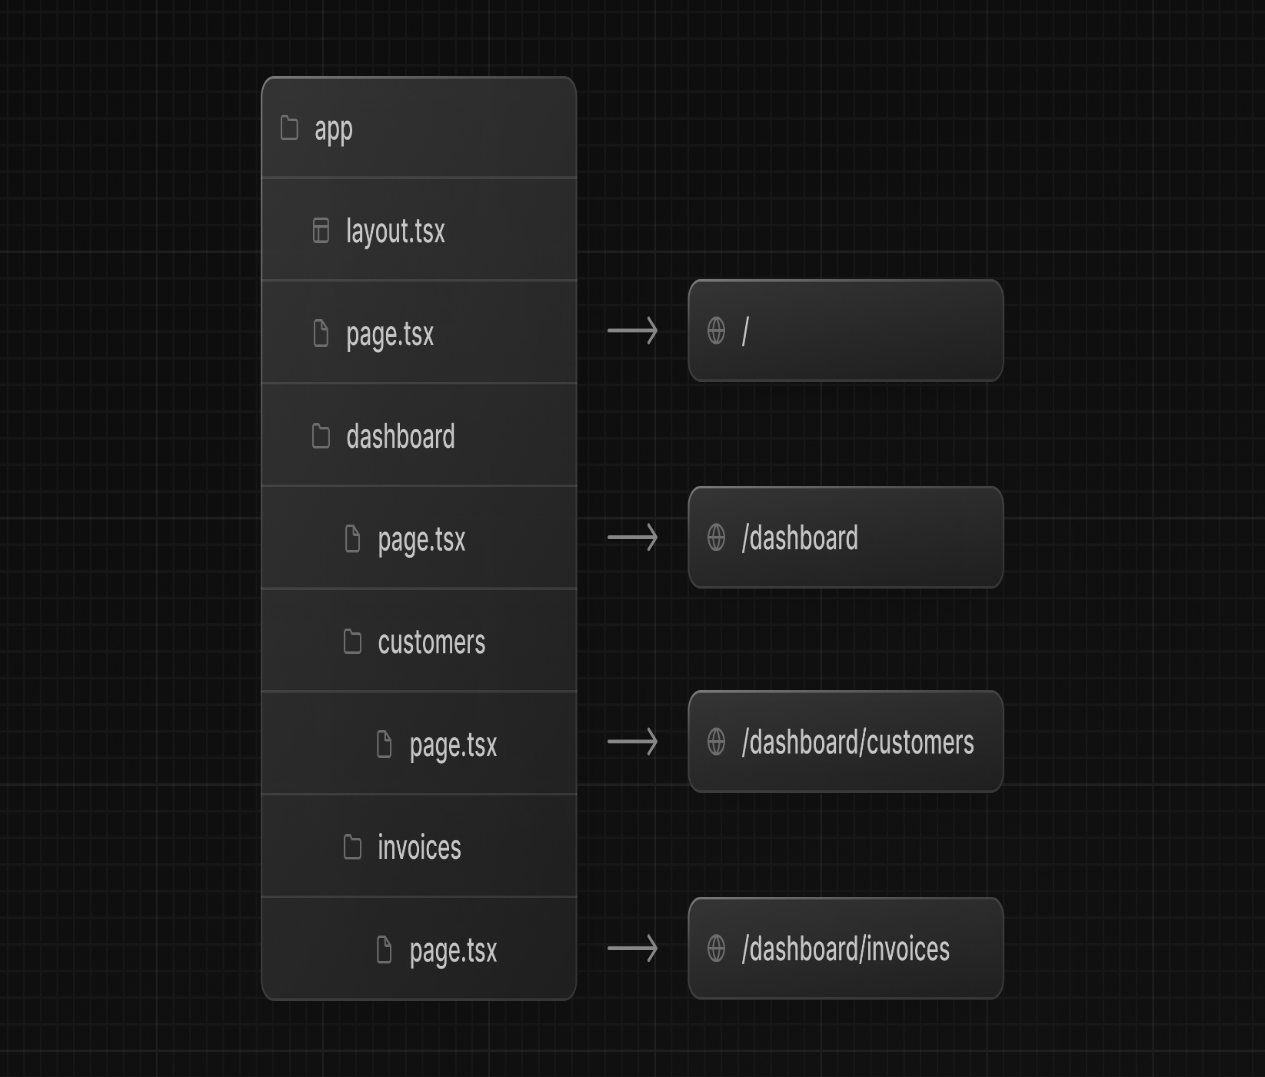 app
layout.tsx
page.tsx
/
dashboard
page.tsx
/dashboard
customers
page.tsx
/dashboard/customers
invoices
page.tsx
/dashboard/invoices